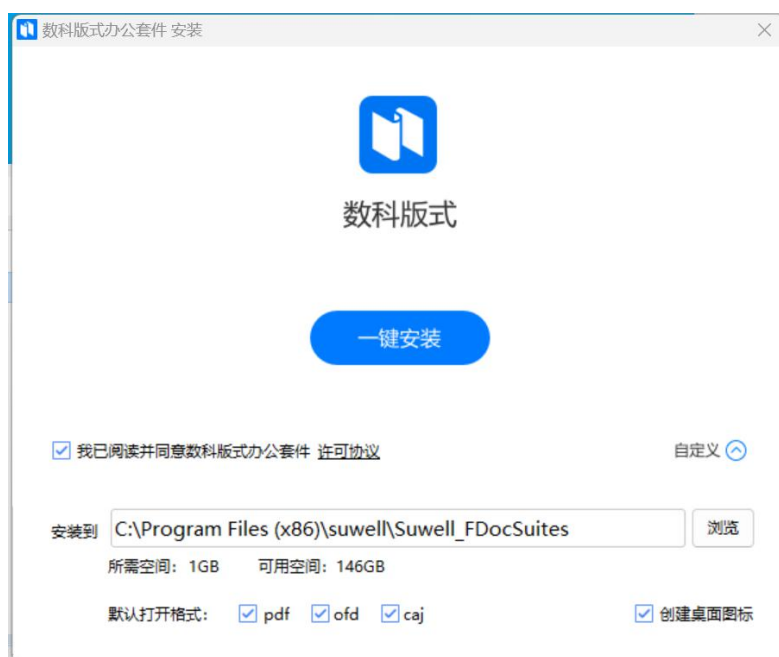 数科版式办公套件 安装
数科版式
一键安装
我已阅读并同意数科版式办公套件 许可协议 自定义
安装到 C:\Program Files (x86)\suwell\Suwell_FDocSuites 浏览
所需空间：1GB 可用空间：146GB
默认打开格式： pdf ofd caj 创建桌面图标